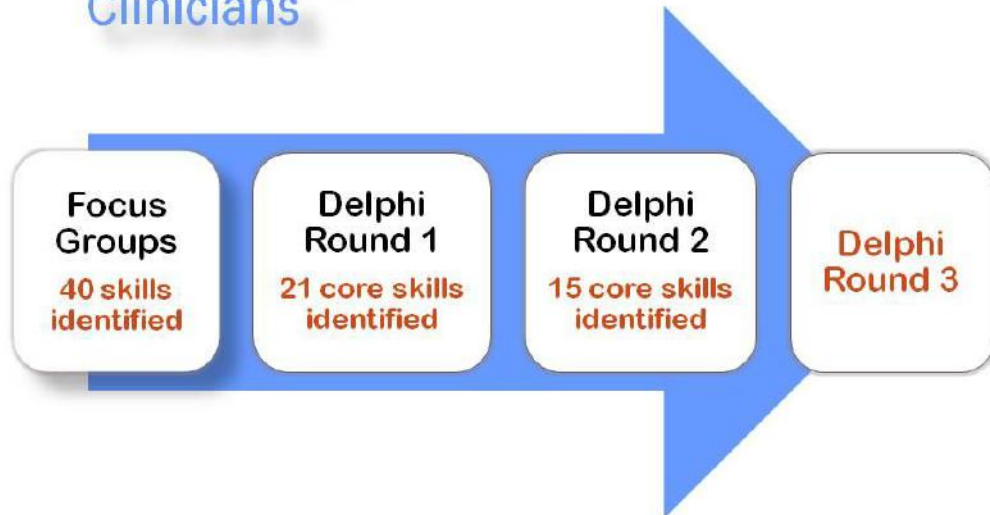 Clinicians
Focus
Groups
40 skills
identified
Delphi
Round 1
21 core skills
identified
Delphi
Round 2
15 core skills
identified
Delphi
Round 3